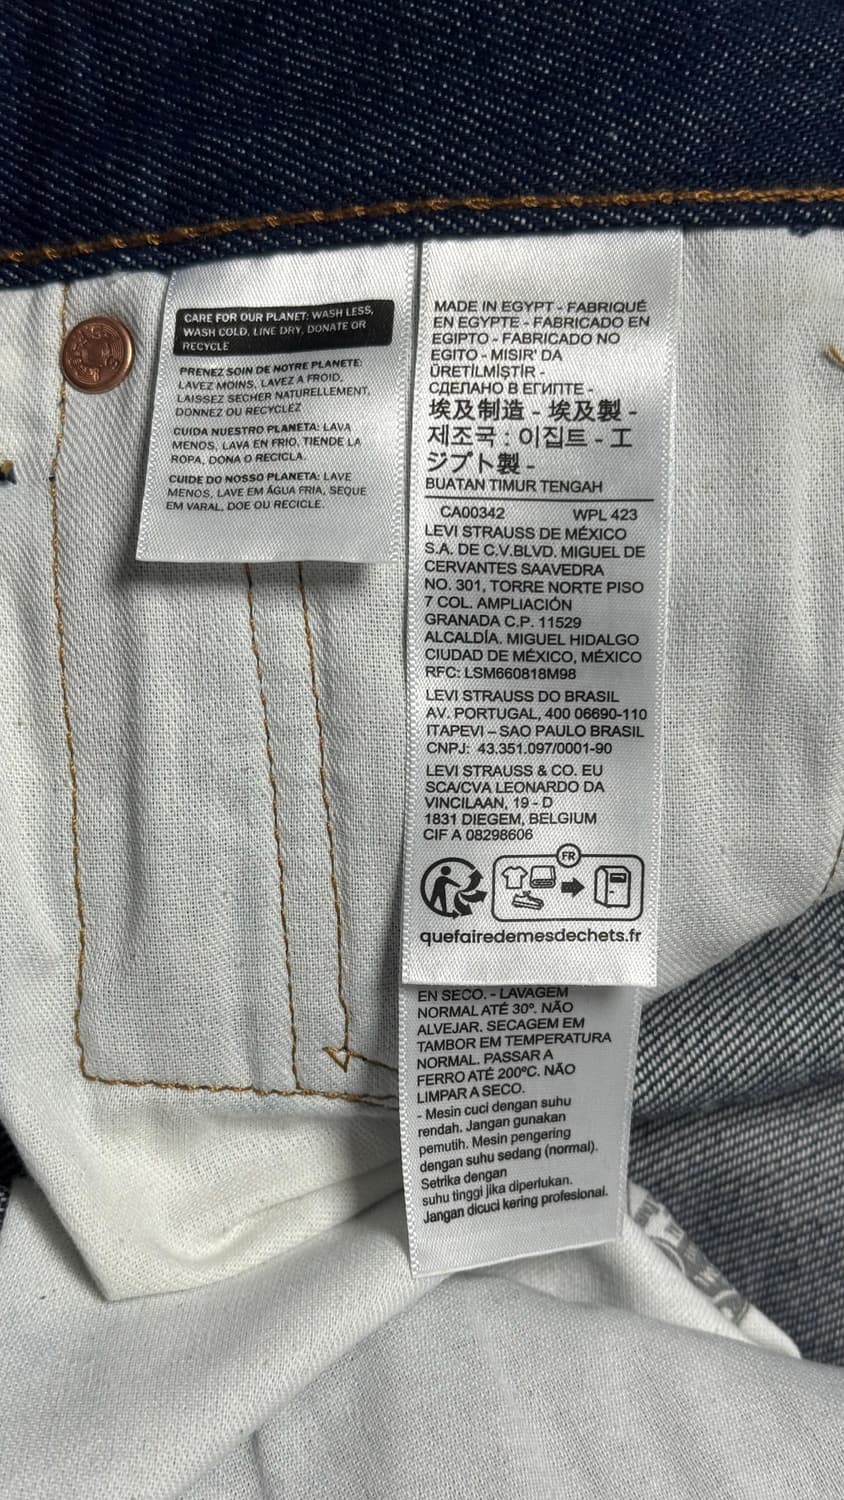 CARE FOR OUR PLANET: WASH LESS,
WASH COLD, LINE DRY, DONATE OR
RECYCLE
PRENEZ SOIN DE NOTRE PLANETE:
LAVEZ MOINS, LAVEZ A FROID,
LAISSEZ SECHER NATURELLEMENT,
DONNEZ OU RECYCLEZ
CUIDA NUESTRO PLANETA: LAVA
MENOS, LAVA EN FRIO, TIENDE LA
ROPA, DONA O RECICLA.
CUIDE DO NOSSO PLANETA: LAVE
MENOS, LAVE EM ÁGUA FRIA, SEQUE
EM VARAL, DOE OU RECICLE.
MADE IN EGYPT - FABRIQUÉ
EN EGYPTE - FABRICADO EN
EGIPTO - FABRICADO NO
EGITO - MISIR' DA
ÜRETİLMİŞTİR -
СДЕЛАНО В ЕГИПТЕ -
埃及制造 - 埃及製 -
제조국 : 이집트 - エ
ジプト製 -
BUATAN TIMUR TENGAH
CA00342 WPL 423
LEVI STRAUSS DE MÉXICO
S.A. DE C.V.BLVD. MIGUEL DE
CERVANTES SAAVEDRA
NO. 301, TORRE NORTE PISO
7 COL. AMPLIACIÓN
GRANADA C.P. 11529
ALCALDÍA. MIGUEL HIDALGO
CIUDAD DE MÉXICO, MÉXICO
RFC: LSM660818M98
LEVI STRAUSS DO BRASIL
AV. PORTUGAL, 400 06690-110
ITAPEVI – SAO PAULO BRASIL
CNPJ: 43.351.097/0001-90
LEVI STRAUSS & CO. EU
SCA/CVA LEONARDO DA
VINCILAAN, 19 - D
1831 DIEGEM, BELGIUM
CIF A 08298606
FR
quefairedemesdechets.fr
EN SECO. - LAVAGEM
NORMAL ATÉ 30º. NÃO
ALVEJAR. SECAGEM EM
TAMBOR EM TEMPERATURA
NORMAL. PASSAR A
FERRO ATÉ 200ºC. NÃO
LIMPAR A SECO.
- Mesin cuci dengan suhu
rendah. Jangan gunakan
pemutih. Mesin pengering
dengan suhu sedang (normal).
Setrika dengan
suhu tinggi jika diperlukan.
Jangan dicuci kering profesional.